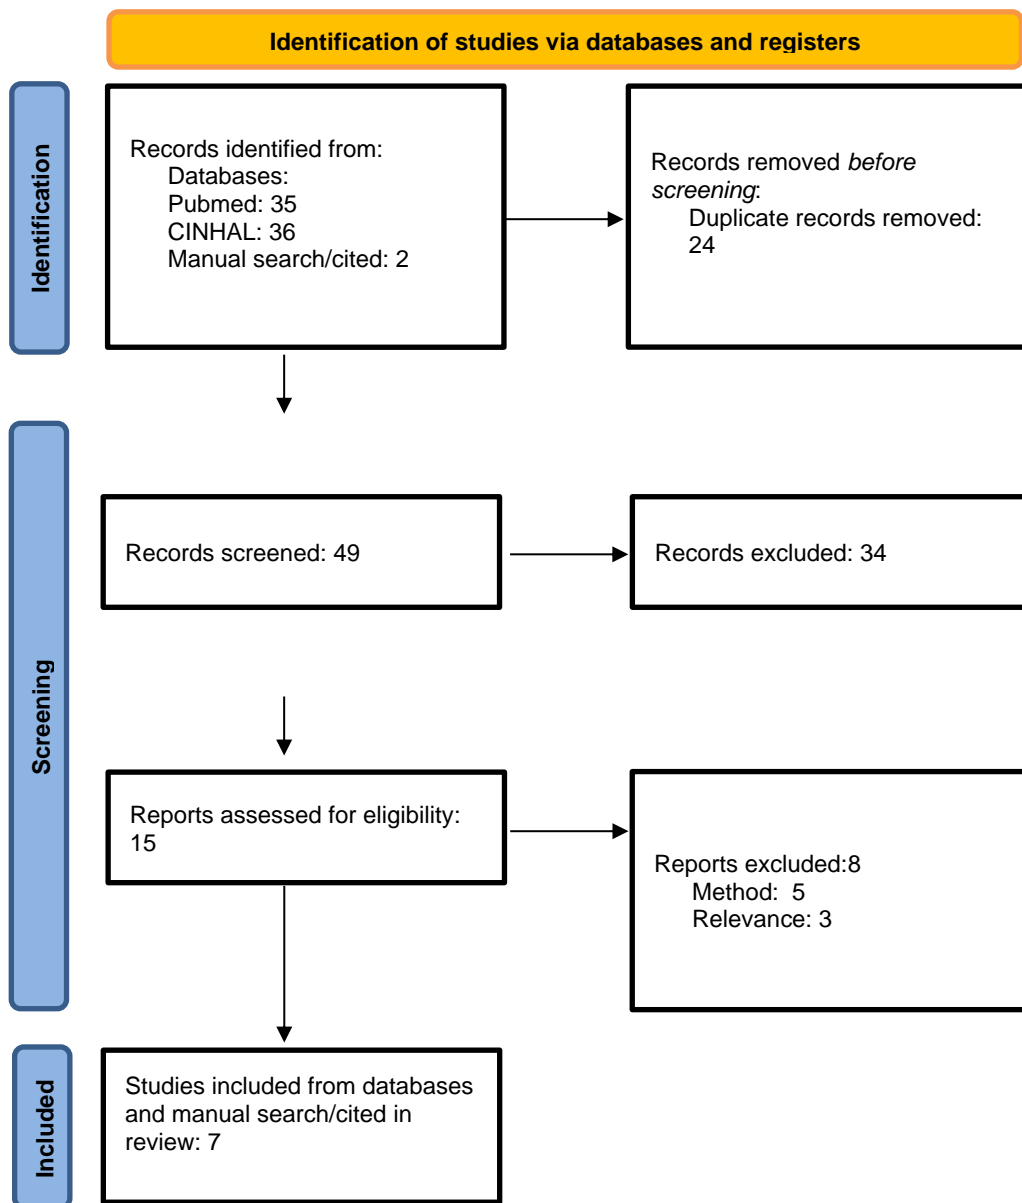 Identification of studies via databases and registers
Identification
Records identified from:
Databases:
Pubmed: 35
CINHAL: 36
Manual search/cited: 2
Records removed before
screening:
Duplicate records removed:
24
Screening
Records screened: 49
Records excluded: 34
Reports assessed for eligibility:
15
Reports excluded:8
Method:  5
Relevance: 3
Included
Studies included from databases
and manual search/cited in
review: 7